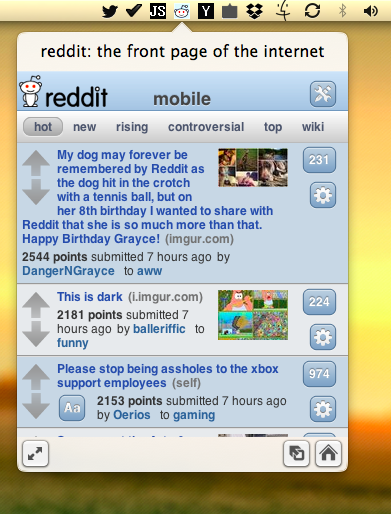 JS Y
reddit: the front page of the internet
reddit mobile
hot new rising controversial top wiki
My dog may forever be
remembered by Reddit as
the dog hit in the crotch
with a tennis ball, but on
her 8th birthday I wanted to share with
Reddit that she is so much more than that.
Happy Birthday Grayce! (imgur.com)
2544 points submitted 7 hours ago by
DangerNGrayce to aww
231
This is dark (i.imgur.com)
2181 points submitted 7
hours ago by balleriffic to
funny
224
Please stop being assholes to the xbox
support employees (self)
Aa
2153 points submitted 7 hours ago
by Oerios to gaming
974